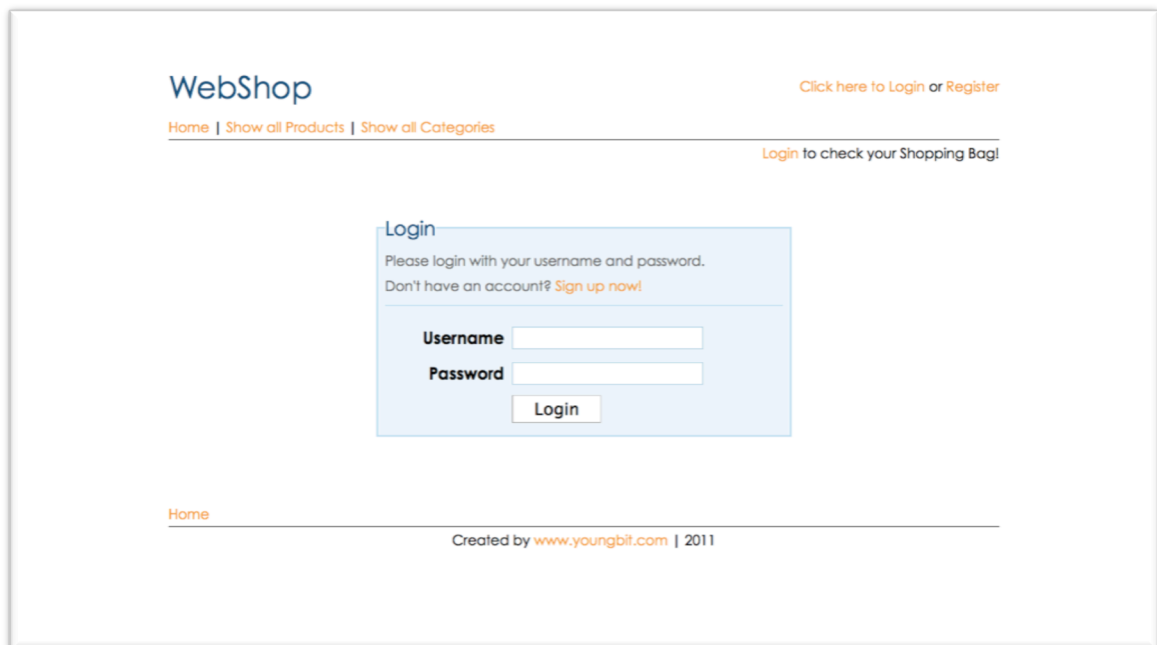 WebShop
Click here to Login or Register
Home | Show all Products | Show all Categories
Login to check your Shopping Bag!
Login
Please login with your username and password.
Don't have an account? Sign up now!
Username
Password
Login
Home
Created by www.youngbit.com | 2011